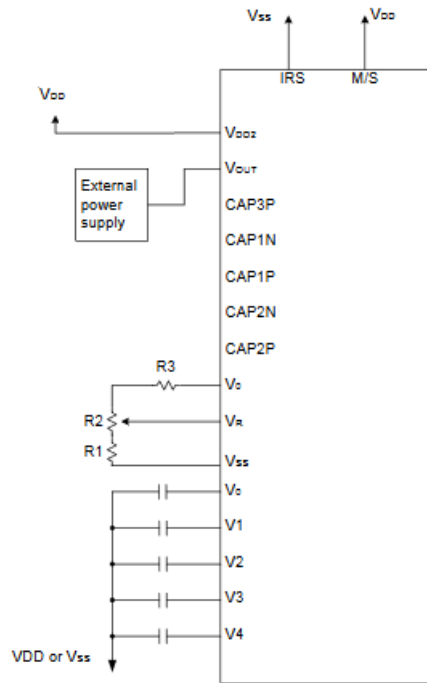 Vss VDD
IRS M/S
VDD
VDD2
VOUT
External
power
supply
CAP3P
CAP1N
CAP1P
CAP2N
CAP2P
R3
V0
R2
VR
R1
VSS
V0
V1
V2
V3
V4
VDD or VSS